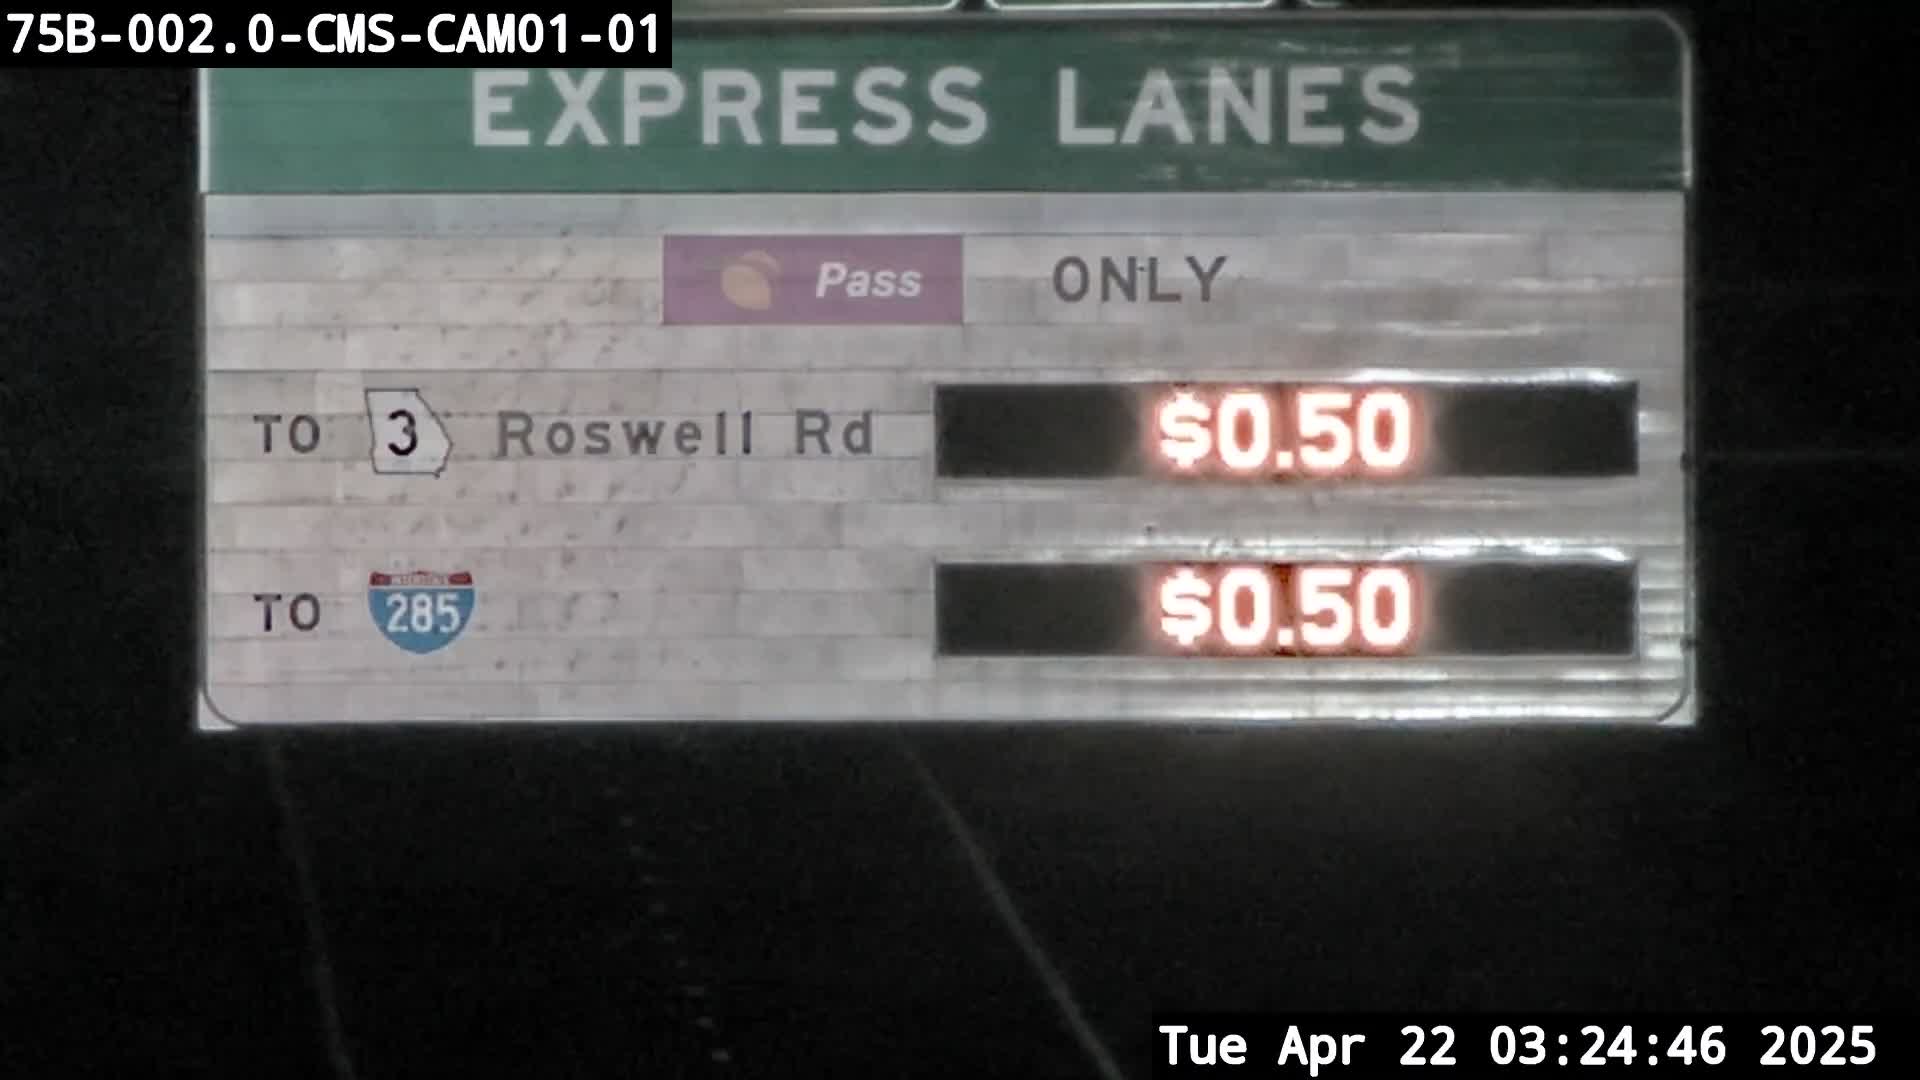 75B-002.0-CMS-CAM01-01
EXPRESS LANES
Pass ONLY
TO 3 Roswell Rd $0.50
TO 285 $0.50
Tue Apr 22 03:24:46 2025